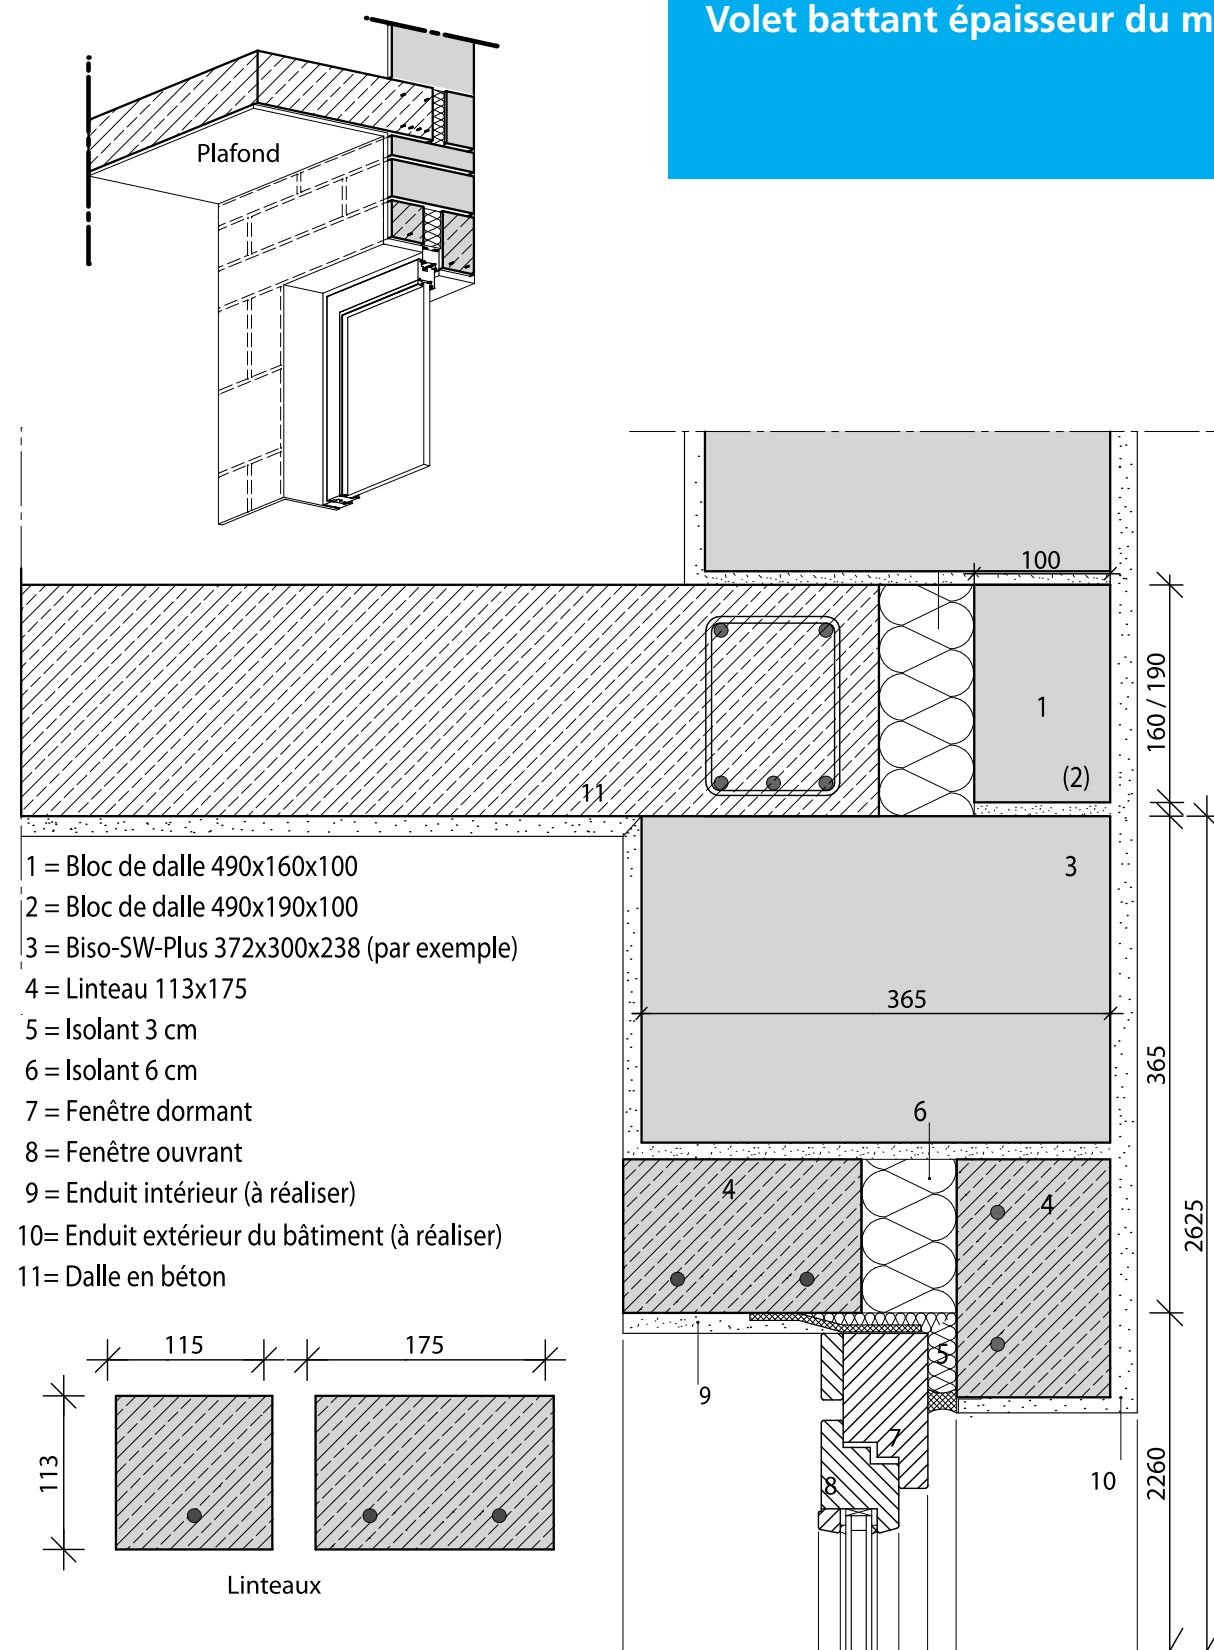 Volet battant épaisseur du m
Plafond
100
160 / 190
1
(2)
11
3
1 = Bloc de dalle 490x160x100
2 = Bloc de dalle 490x190x100
3 = Biso-SW-Plus 372x300x238 (par exemple)
4 = Linteau 113x175
5 = Isolant 3 cm
6 = Isolant 6 cm
7 = Fenêtre dormant
8 = Fenêtre ouvrant
9 = Enduit intérieur (à réaliser)
10= Enduit extérieur du bâtiment (à réaliser)
11= Dalle en béton
365
365
6
4
4
2625
5
9
7
8
10
2260
115
175
113
Linteaux